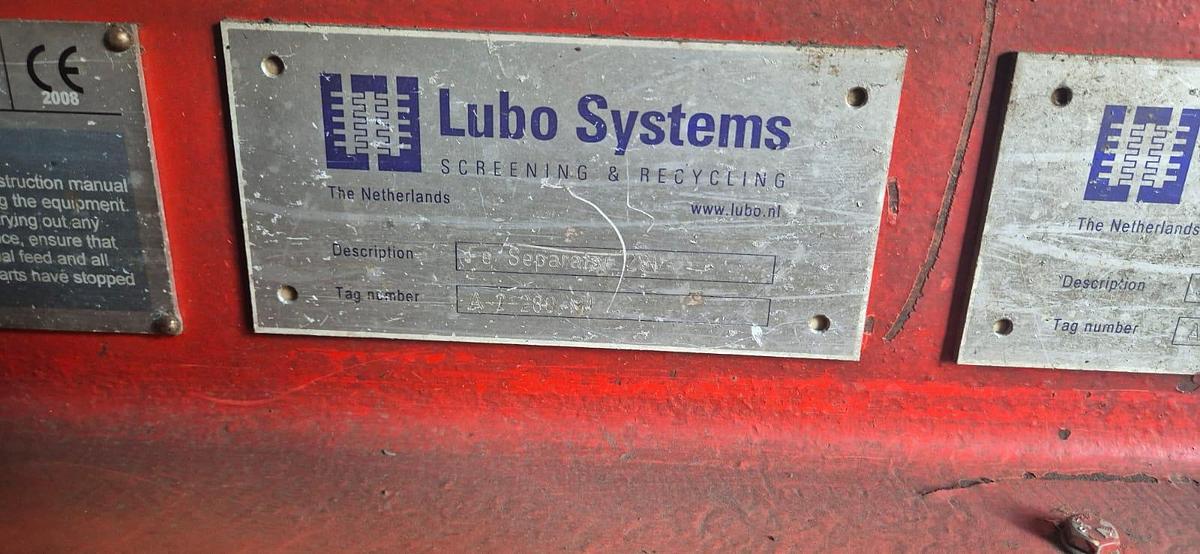 CE
2008
struction manual
g the equipment.
rying out any
ce, ensure that
al feed and all
arts have stopped
Lubo Systems
SCREENING & RECYCLING
The Netherlands
www.lubo.nl
Description
Separator
Tag number
The Netherlands
Description
Tag number